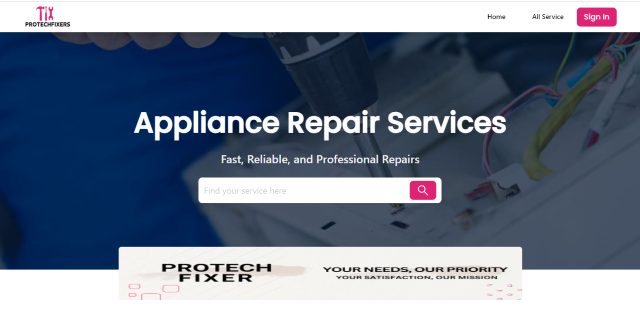 TIX
PROTECHFIXERS
Home
All Service
Sign In
Appliance Repair Services
Fast, Reliable, and Professional Repairs
Find your service here
PROTECH
FIXER
YOUR NEEDS, OUR PRIORITY
YOUR SATISFACTION, OUR MISSION